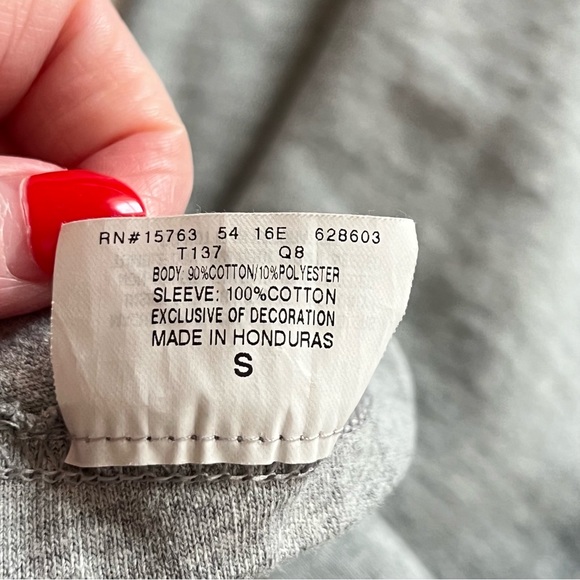 RN#15763 54 16E 628603
T137 Q8
BODY: 90%COTTON/10%POLYESTER
SLEEVE: 100%COTTON
EXCLUSIVE OF DECORATION
MADE IN HONDURAS
S